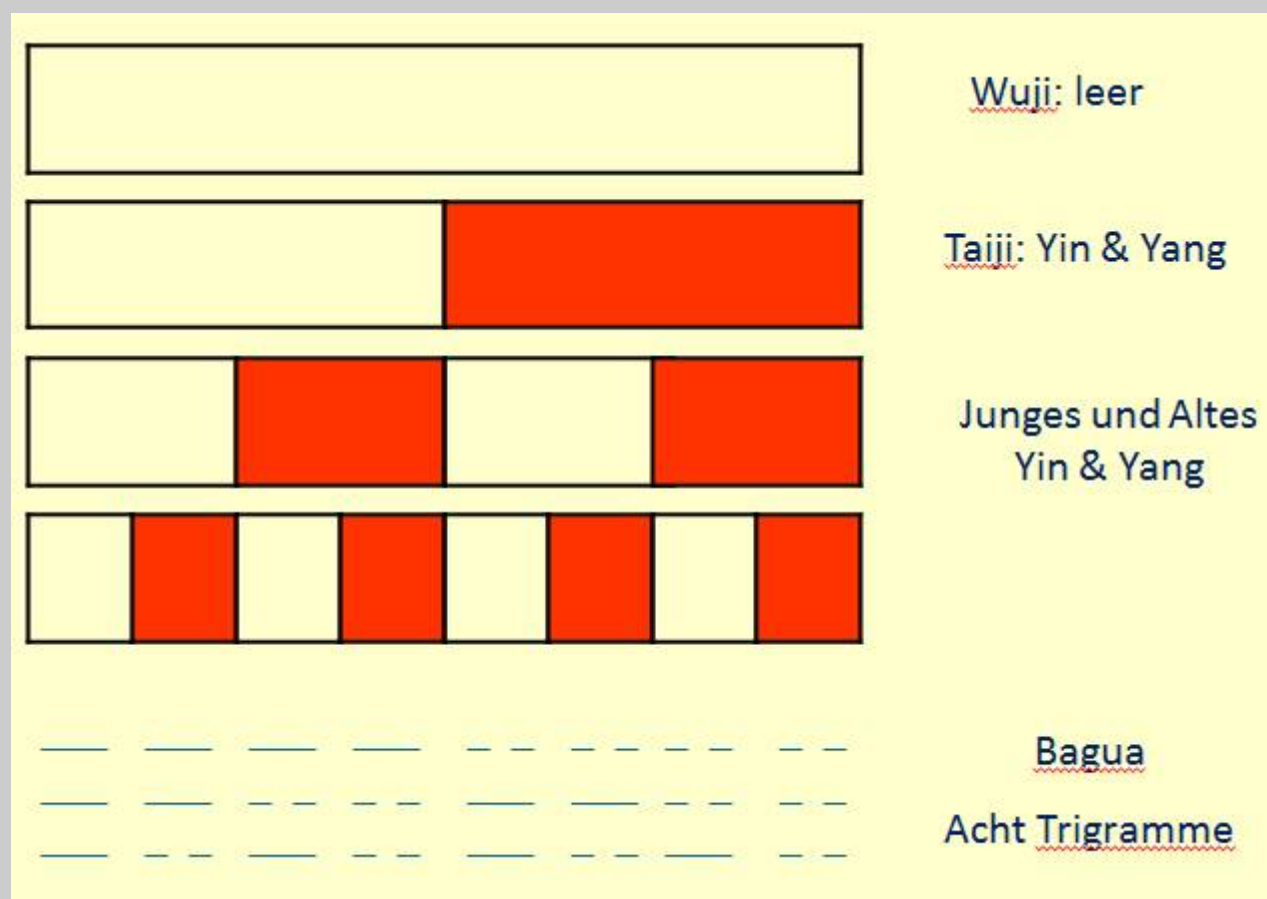 Wuji: leer
Taiji: Yin & Yang
Junges und Altes
Yin & Yang
Bagua
Acht Trigramme